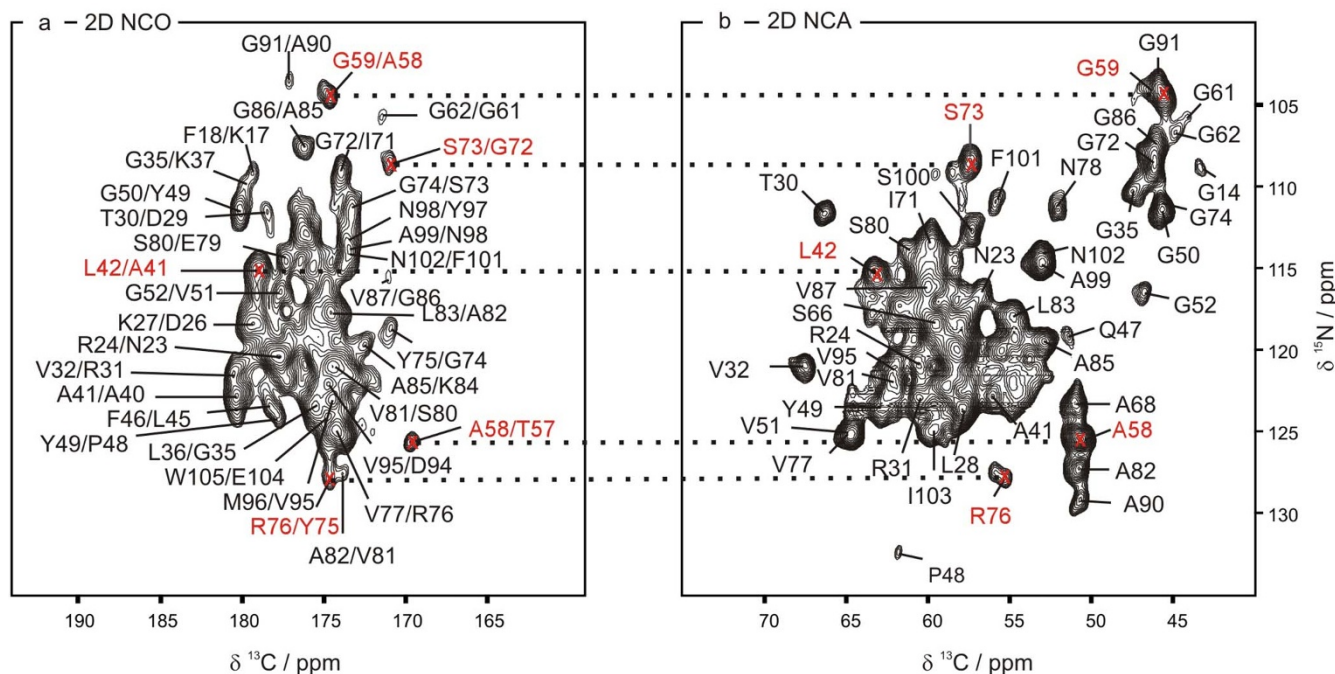 a
2D NCO
G91/A90
G59/A58
G86/A85
G62/G61
F18/K17
G72/I71
S73/G72
G35/K37
G50/Y49
G74/S73
T30/D29
N98/Y97
S80/E79
A99/N98
L42/A41
N102/F101
G52/V51
V87/G86
L83/A82
K27/D26
R24/N23
Y75/G74
V32/R31
A85/K84
A41/A40
V81/S80
F46/L45
A58/T57
Y49/P48
L36/G35
V95/D94
W105/E104
M96/V95
V77/R76
R76/Y75
A82/V81
190
180
175
170
165
δ 13C / ppm
b
2D NCA
G91
G59
G61
S73
G86
G62
G72
F101
N78
S100
T30
I71
G14
G35
G74
S80
G50
L42
N23
N102
A99
V87
L83
G52
S66
R24
Q47
V95
A85
V32
V81
A68
Y49
A58
V51
A41
V77
R31
L28
A82
I103
R76
A90
P48
70
65
60
55
50
45
40
δ 13C / ppm
105
110
115
120
125
130
δ 15N / ppm